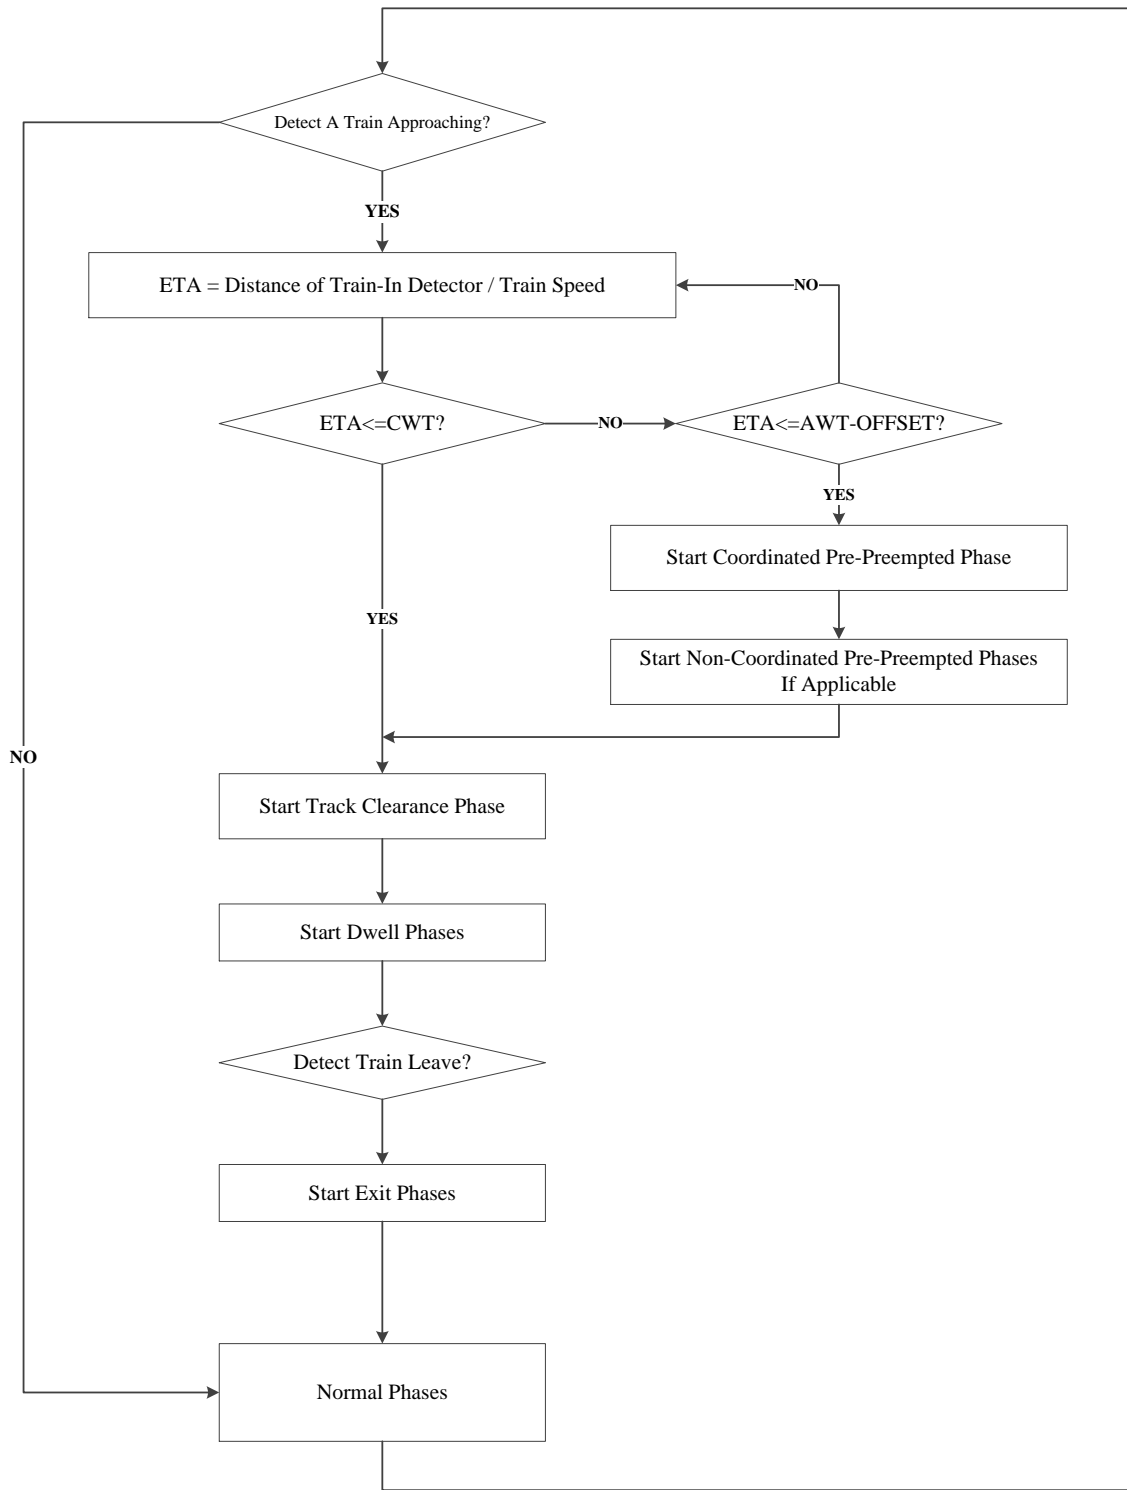 Detect A Train Approaching?
YES
ETA = Distance of Train-In Detector / Train Speed
NO
ETA<=CWT?
NO
ETA<=AWT-OFFSET?
YES
Start Coordinated Pre-Preempted Phase
YES
Start Non-Coordinated Pre-Preempted Phases
If Applicable
NO
Start Track Clearance Phase
Start Dwell Phases
Detect Train Leave?
Start Exit Phases
Normal Phases